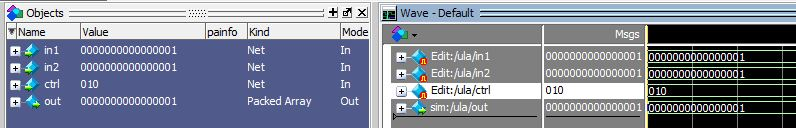 Objects
Name Value painfo Kind Mode
in1 0000000000000001 Net In
in2 0000000000000001 Net In
ctrl 010 Net In
out 0000000000000001 Packed Array Out
Wave - Default
Msgs
Edit:/ula/in1 0000000000000001 0000000000000001
Edit:/ula/in2 0000000000000001 0000000000000001
Edit:/ula/ctrl 010 010
sim:/ula/out 0000000000000001 0000000000000001